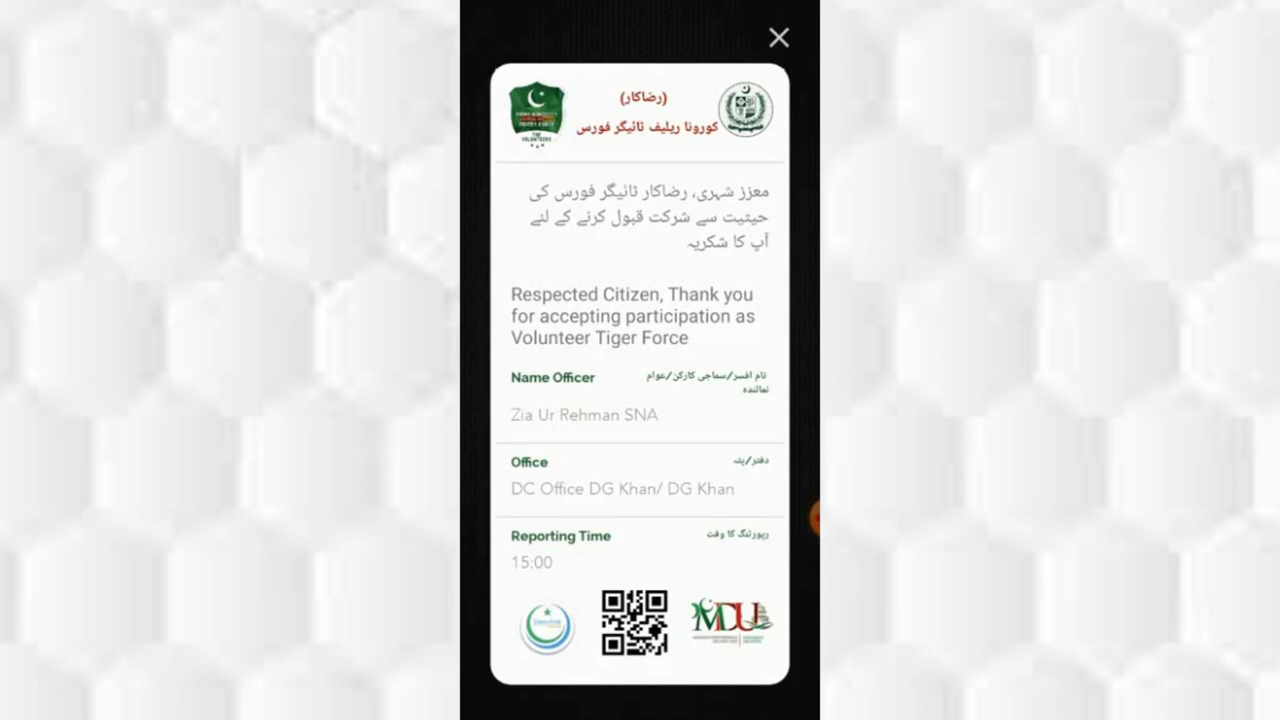 (رضاکار)
کورونا ریلیف ٹائیگر فورس
معزز شہری، رضاکار ٹائیگر فورس کی
حیثیت سے شرکت قبول کرنے کے لئے
آپ کا شکریہ
Respected Citizen, Thank you
for accepting participation as
Volunteer Tiger Force
Name Officer
نام افسر/سماجی کارکن/عوام
نمائندہ
Zia Ur Rehman SNA
Office
دفتر/پتہ
DC Office DG Khan/ DG Khan
Reporting Time
رپورٹنگ کا وقت
15:00
PMDU